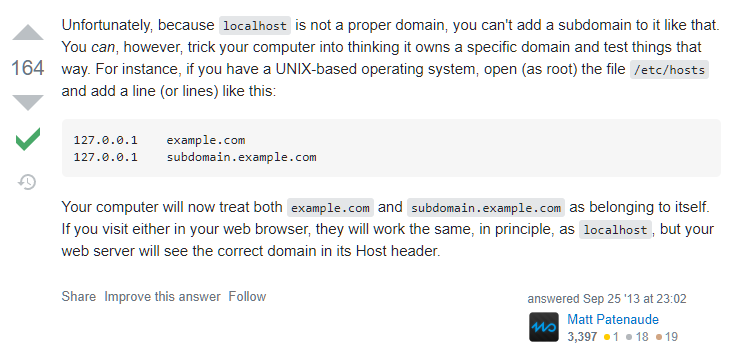 Unfortunately, because localhost is not a proper domain, you can't add a subdomain to it like that.
You can, however, trick your computer into thinking it owns a specific domain and test things that
164
way. For instance, if you have a UNIX-based operating system, open (as root) the file /etc/hosts
and add a line (or lines) like this:
127.0.0.1    example.com
127.0.0.1    subdomain.example.com
Your computer will now treat both example.com and subdomain.example.com as belonging to itself.
If you visit either in your web browser, they will work the same, in principle, as localhost, but your
web server will see the correct domain in its Host header.
Share Improve this answer Follow
answered Sep 25 '13 at 23:02
Matt Patenaude
3,397 ●1 ●18 ●19